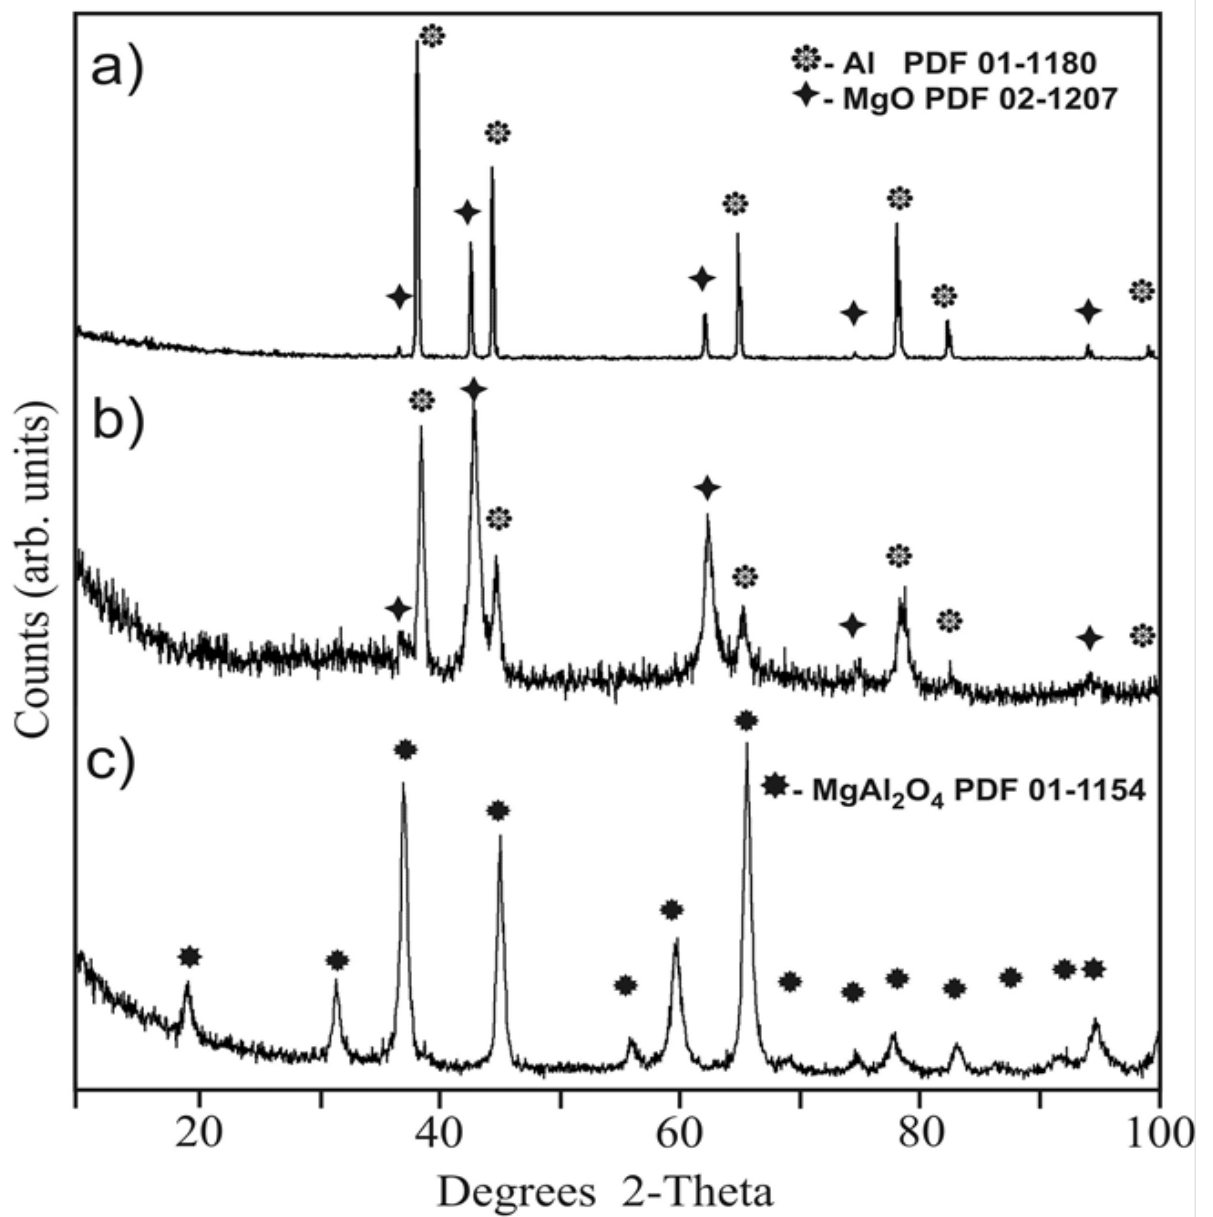 a)
- Al PDF 01-1180
- MgO PDF 02-1207
b)
c)
- MgAl₂O₄ PDF 01-1154
Counts (arb. units)
20 40 60 80 100
Degrees 2-Theta